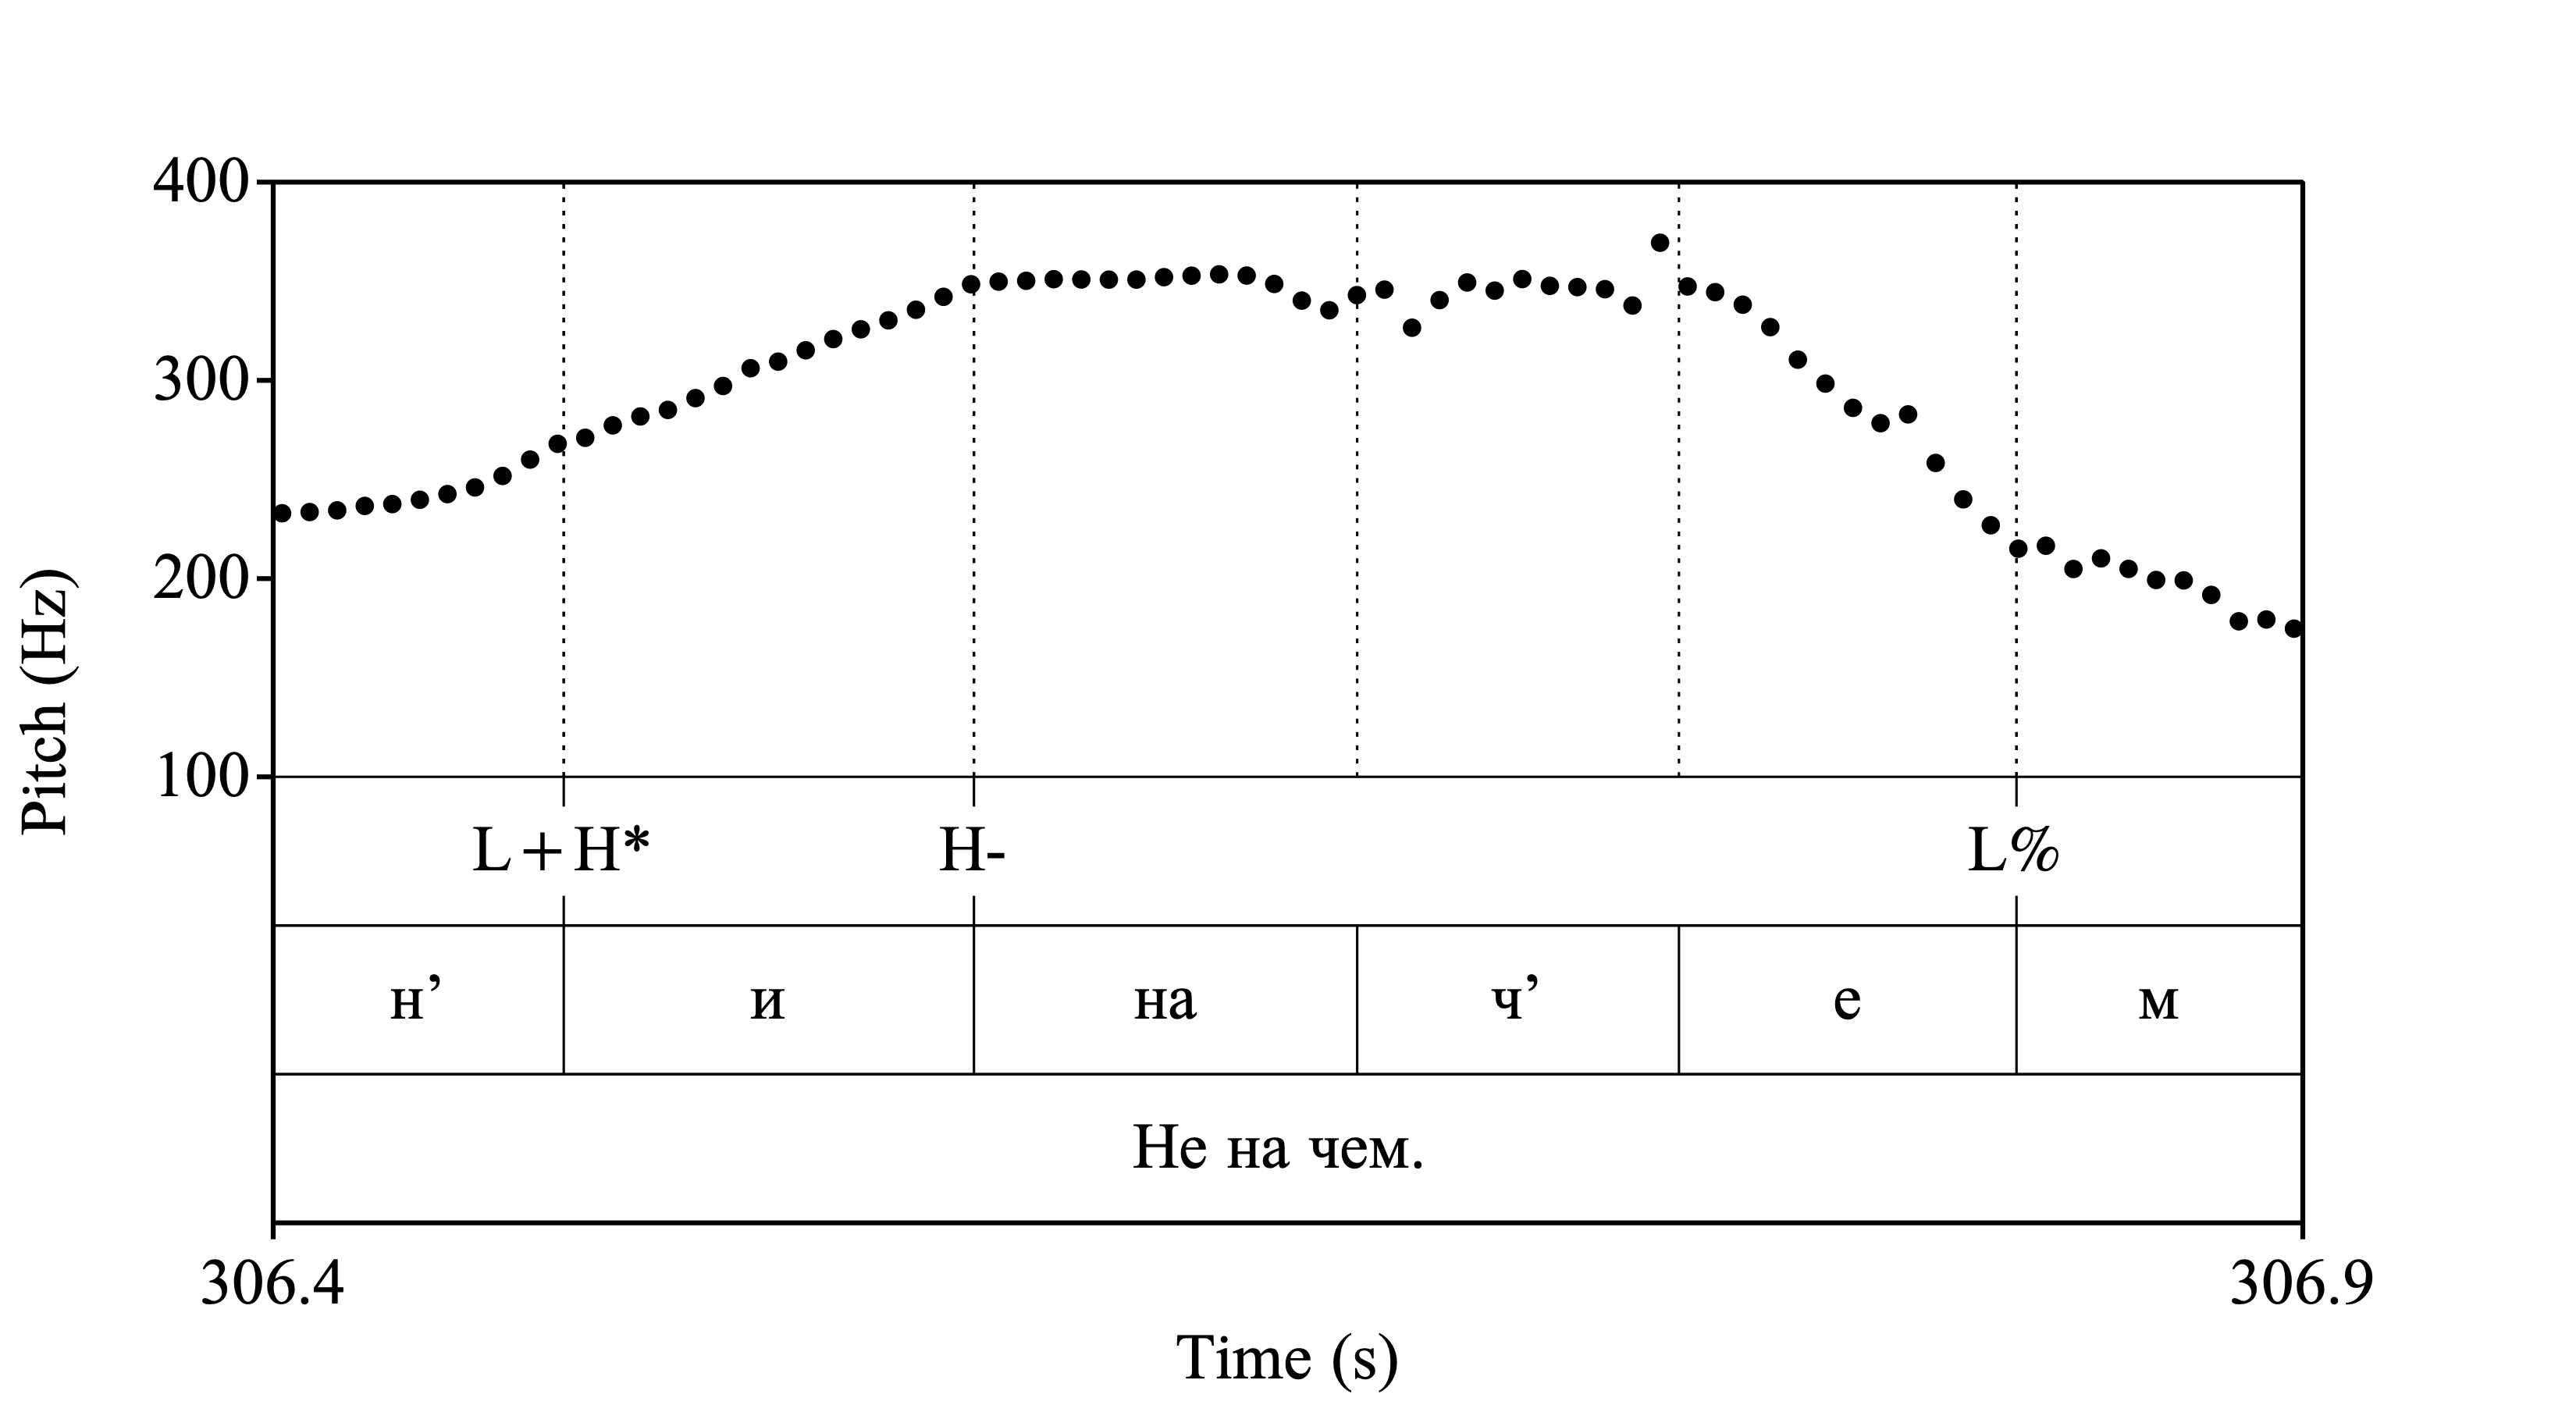 400
300
200
100
Pitch (Hz)
L+H* H- L%
н’ и на ч’ е м
Не на чем.
306.4 306.9
Time (s)